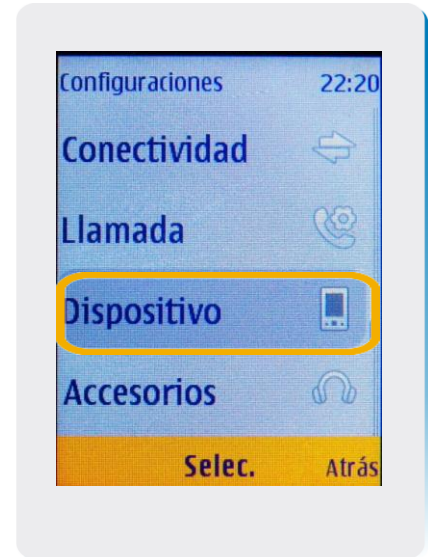 Configuraciones 22:20
Conectividad
Llamada
Dispositivo
Accesorios
Selec. Atrás